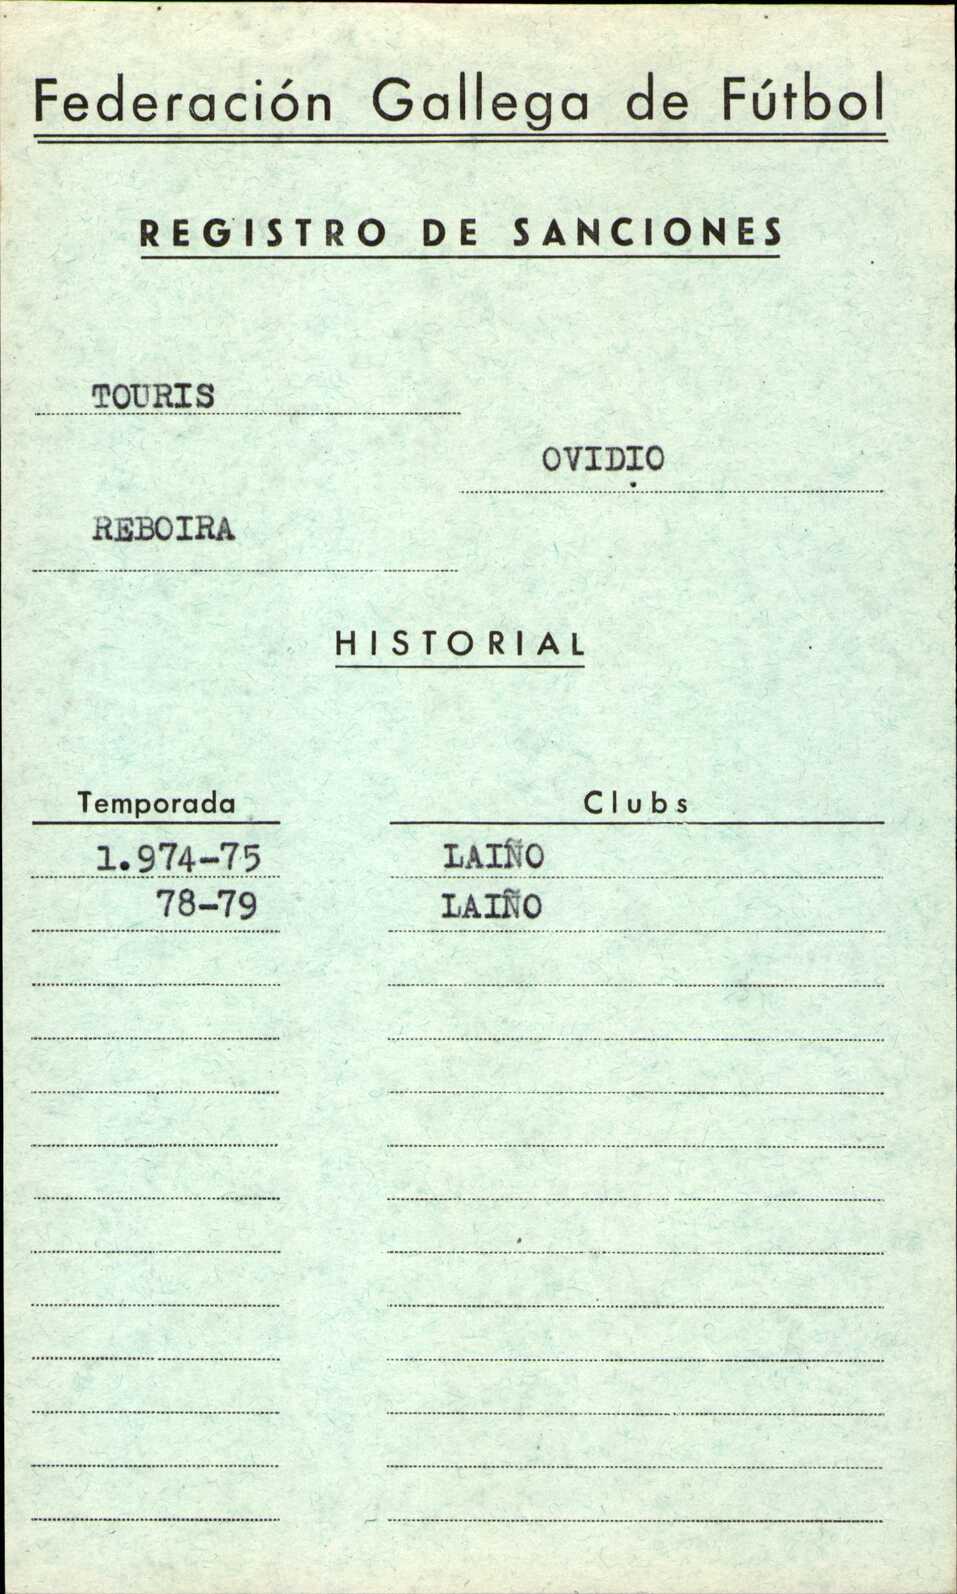 Federación Gallega de Fútbol
REGISTRO DE SANCIONES
TOURIS
OVIDIO
REBOIRA
HISTORIAL
Temporada Clubs
1.974-75 LAIÑO
78-79 LAIÑO